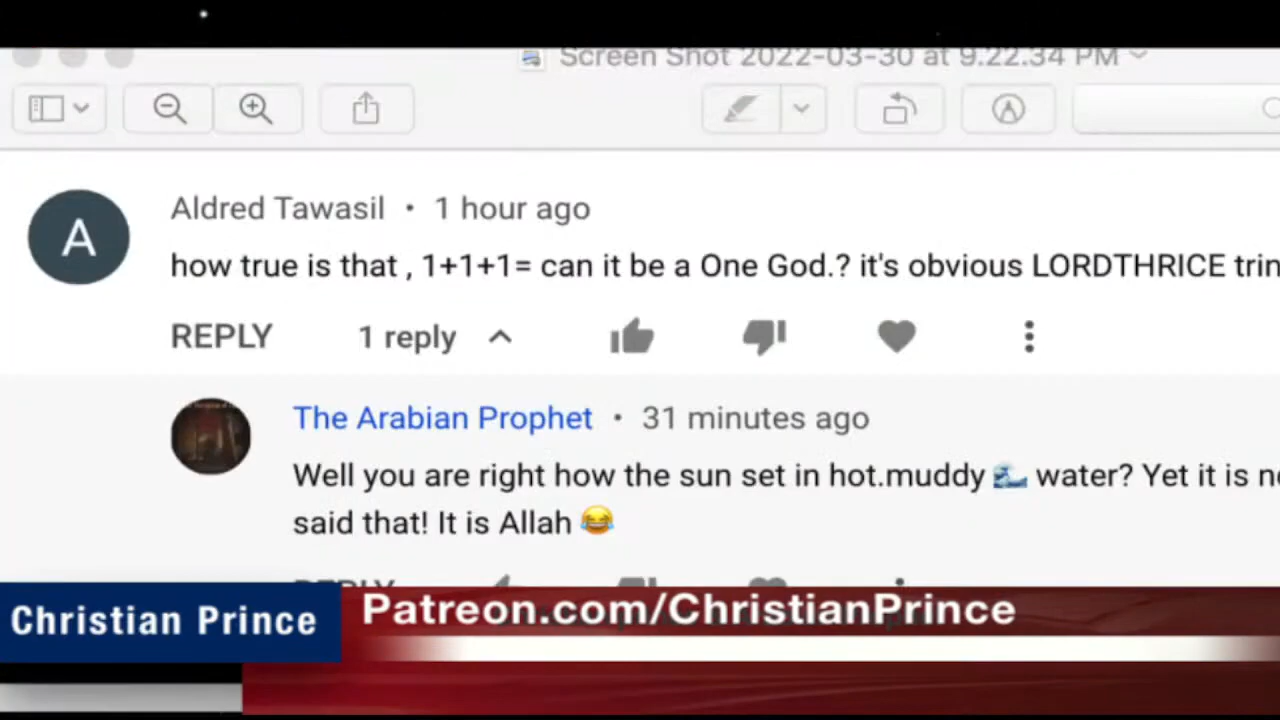 Screen Shot 2022-03-30 at 9.22.34 PM
A
Aldred Tawasil • 1 hour ago
how true is that , 1+1+1= can it be a One God.? it's obvious LORDTHRICE trin
REPLY 1 reply
The Arabian Prophet • 31 minutes ago
Well you are right how the sun set in hot.muddy 🌊 water? Yet it is no
said that! It is Allah 😂
REPLY
Christian Prince
Patreon.com/ChristianPrince